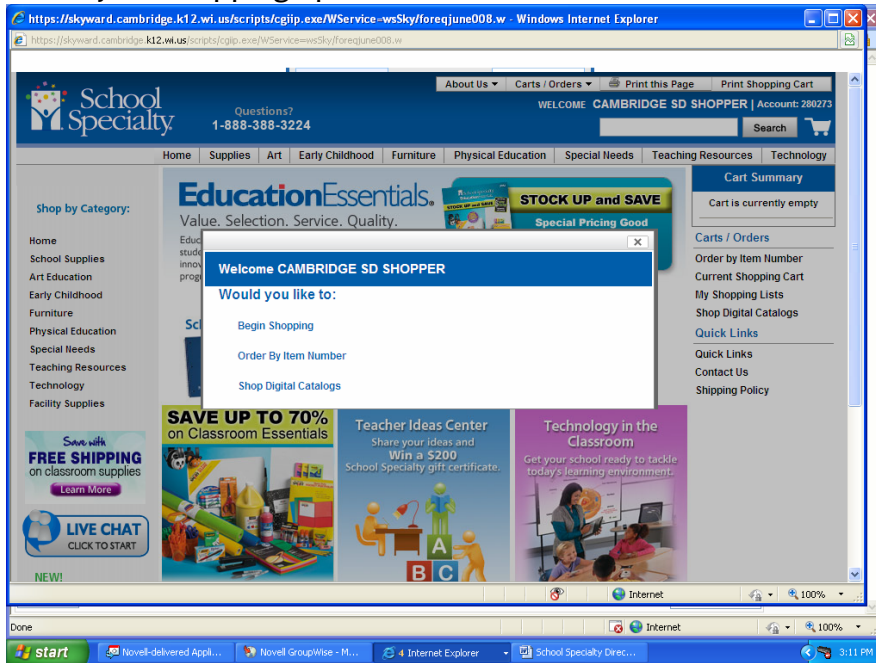 https://skyward.cambridge.k12.wi.us/scripts/cgiip.exe/WService=wsSky/foreqjune008.w - Windows Internet Explorer
https://skyward.cambridge.k12.wi.us/scripts/cgiip.exe/WService=wsSky/foreqjune008.w
About Us Carts / Orders Print this Page Print Shopping Cart
School Specialty.
Questions?
1-888-388-3224
WELCOME CAMBRIDGE SD SHOPPER | Account: 280273
Search
Home Supplies Art Early Childhood Furniture Physical Education Special Needs Teaching Resources Technology
Shop by Category:
Home
School Supplies
Art Education
Early Childhood
Furniture
Physical Education
Special Needs
Teaching Resources
Technology
Facility Supplies
Save with
FREE SHIPPING
on classroom supplies
Learn More
LIVE CHAT
CLICK TO START
NEW!
EducationEssentials.
Value. Selection. Service. Quality.
STOCK UP and SAVE
Special Pricing Good
Welcome CAMBRIDGE SD SHOPPER
Would you like to:
Begin Shopping
Order By Item Number
Shop Digital Catalogs
SAVE UP TO 70%
on Classroom Essentials
Teacher Ideas Center
Share your ideas and
Win a $200
School Specialty gift certificate.
A
B C
Technology in the
Classroom
Get your school ready to tackle
today's learning environment.
Cart Summary
Cart is currently empty
Carts / Orders
Order by Item Number
Current Shopping Cart
My Shopping Lists
Shop Digital Catalogs
Quick Links
Quick Links
Contact Us
Shipping Policy
Internet 100%
Done Internet 100%
start Novell-delivered Appli... Novell GroupWise - M... 4 Internet Explorer School Specialty Direc... 3:11 PM